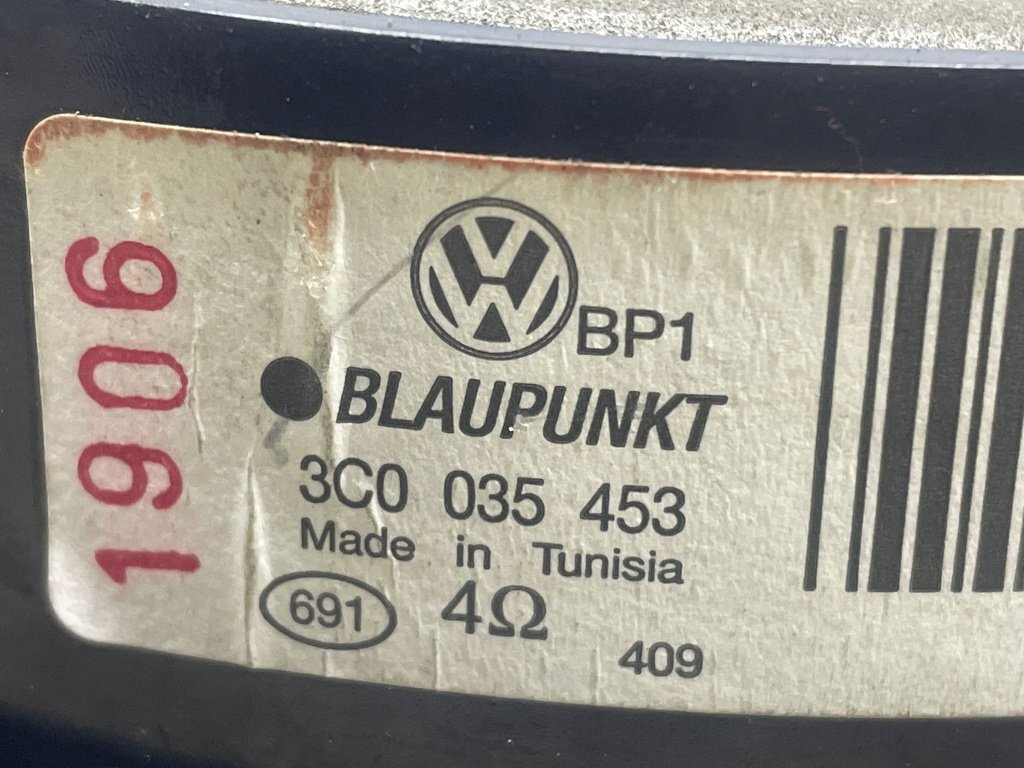 1906
BP1
BLAUPUNKT
3C0 035 453
Made in Tunisia
691 4Ω
409